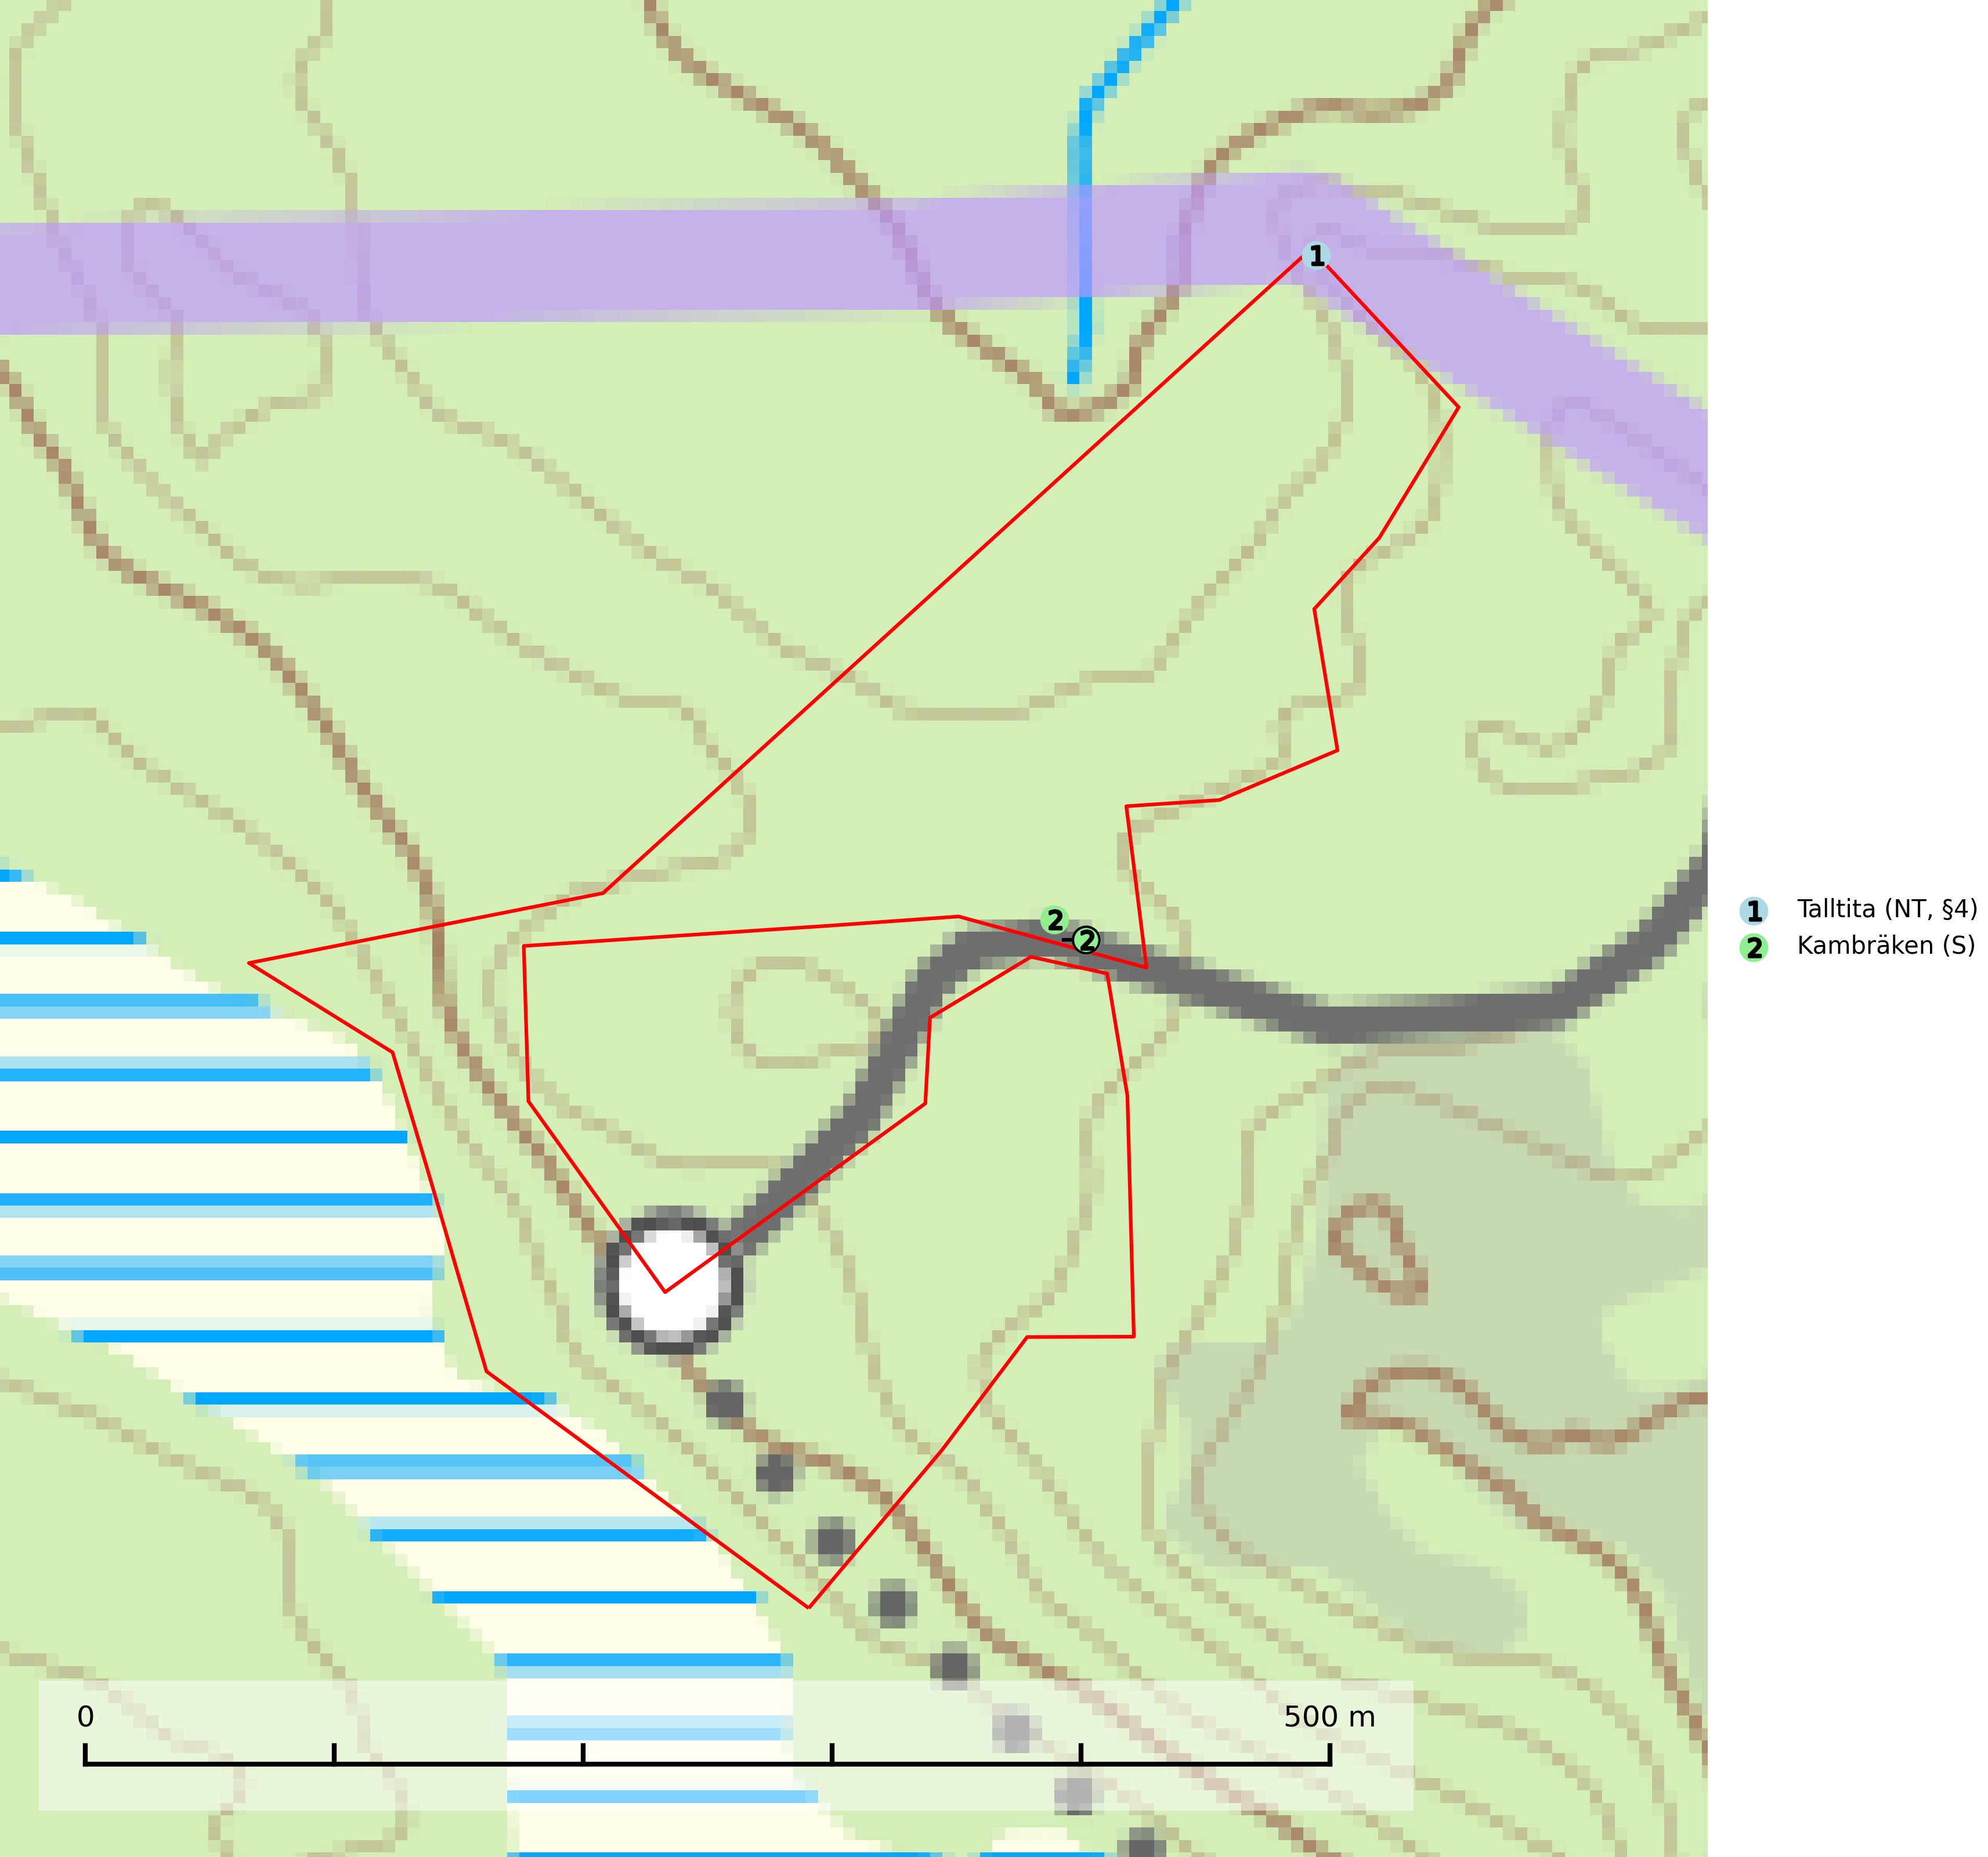 1
2
2
1 Talltita (NT, §4)
2 Kambräken (S)
0 500 m